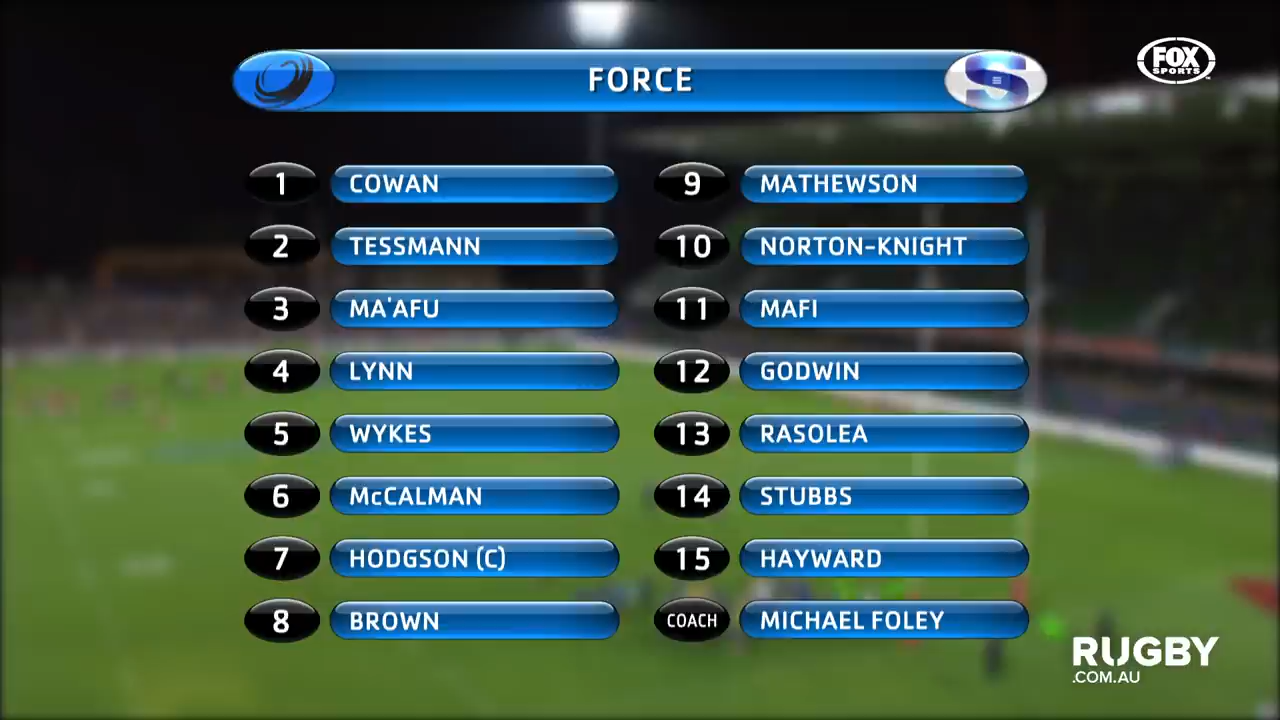 FORCE
FOX
SPORTS
1 COWAN
2 TESSMANN
3 MA'AFU
4 LYNN
5 WYKES
6 McCALMAN
7 HODGSON (C)
8 BROWN
9 MATHEWSON
10 NORTON-KNIGHT
11 MAFI
12 GODWIN
13 RASOLEA
14 STUBBS
15 HAYWARD
COACH MICHAEL FOLEY
RUGBY
.COM.AU